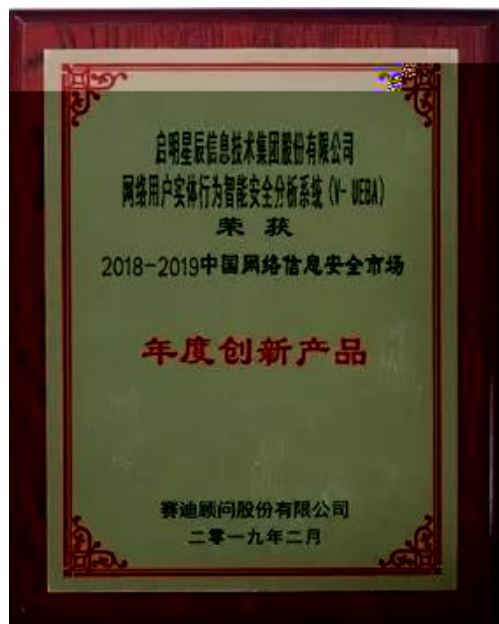 启明星辰信息技术集团股份有限公司
网络用户实体行为智能安全分析系统（V-UEBA）
荣 获
2018-2019中国网络信息安全市场
年度创新产品
赛迪顾问股份有限公司
二零一九年二月